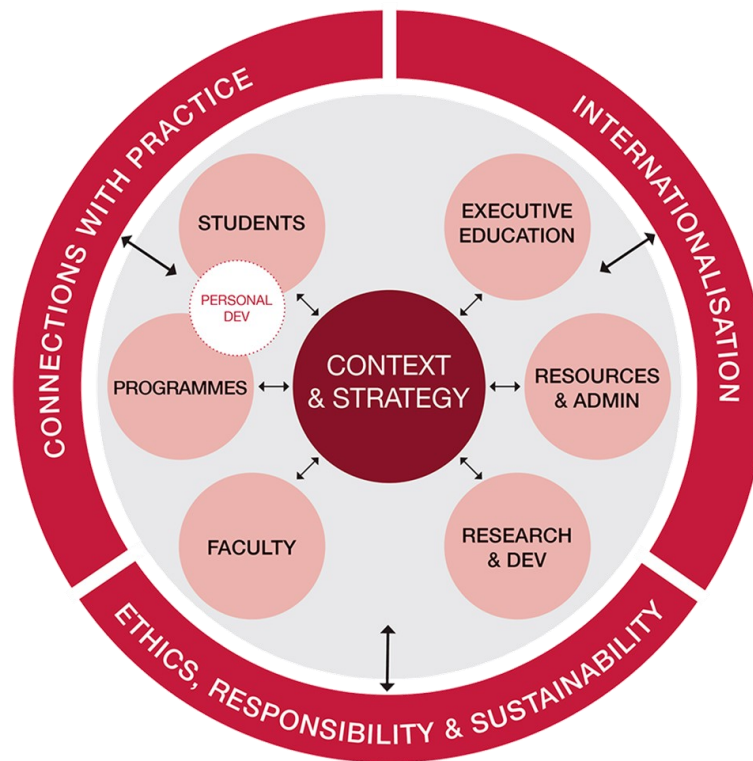 CONNECTIONS WITH PRACTICE
INTERNATIONALISATION
STUDENTS
EXECUTIVE
EDUCATION
PERSONAL
DEV
CONTEXT
& STRATEGY
PROGRAMMES
RESOURCES
& ADMIN
FACULTY
RESEARCH
& DEV
ETHICS, RESPONSIBILITY & SUSTAINABILITY